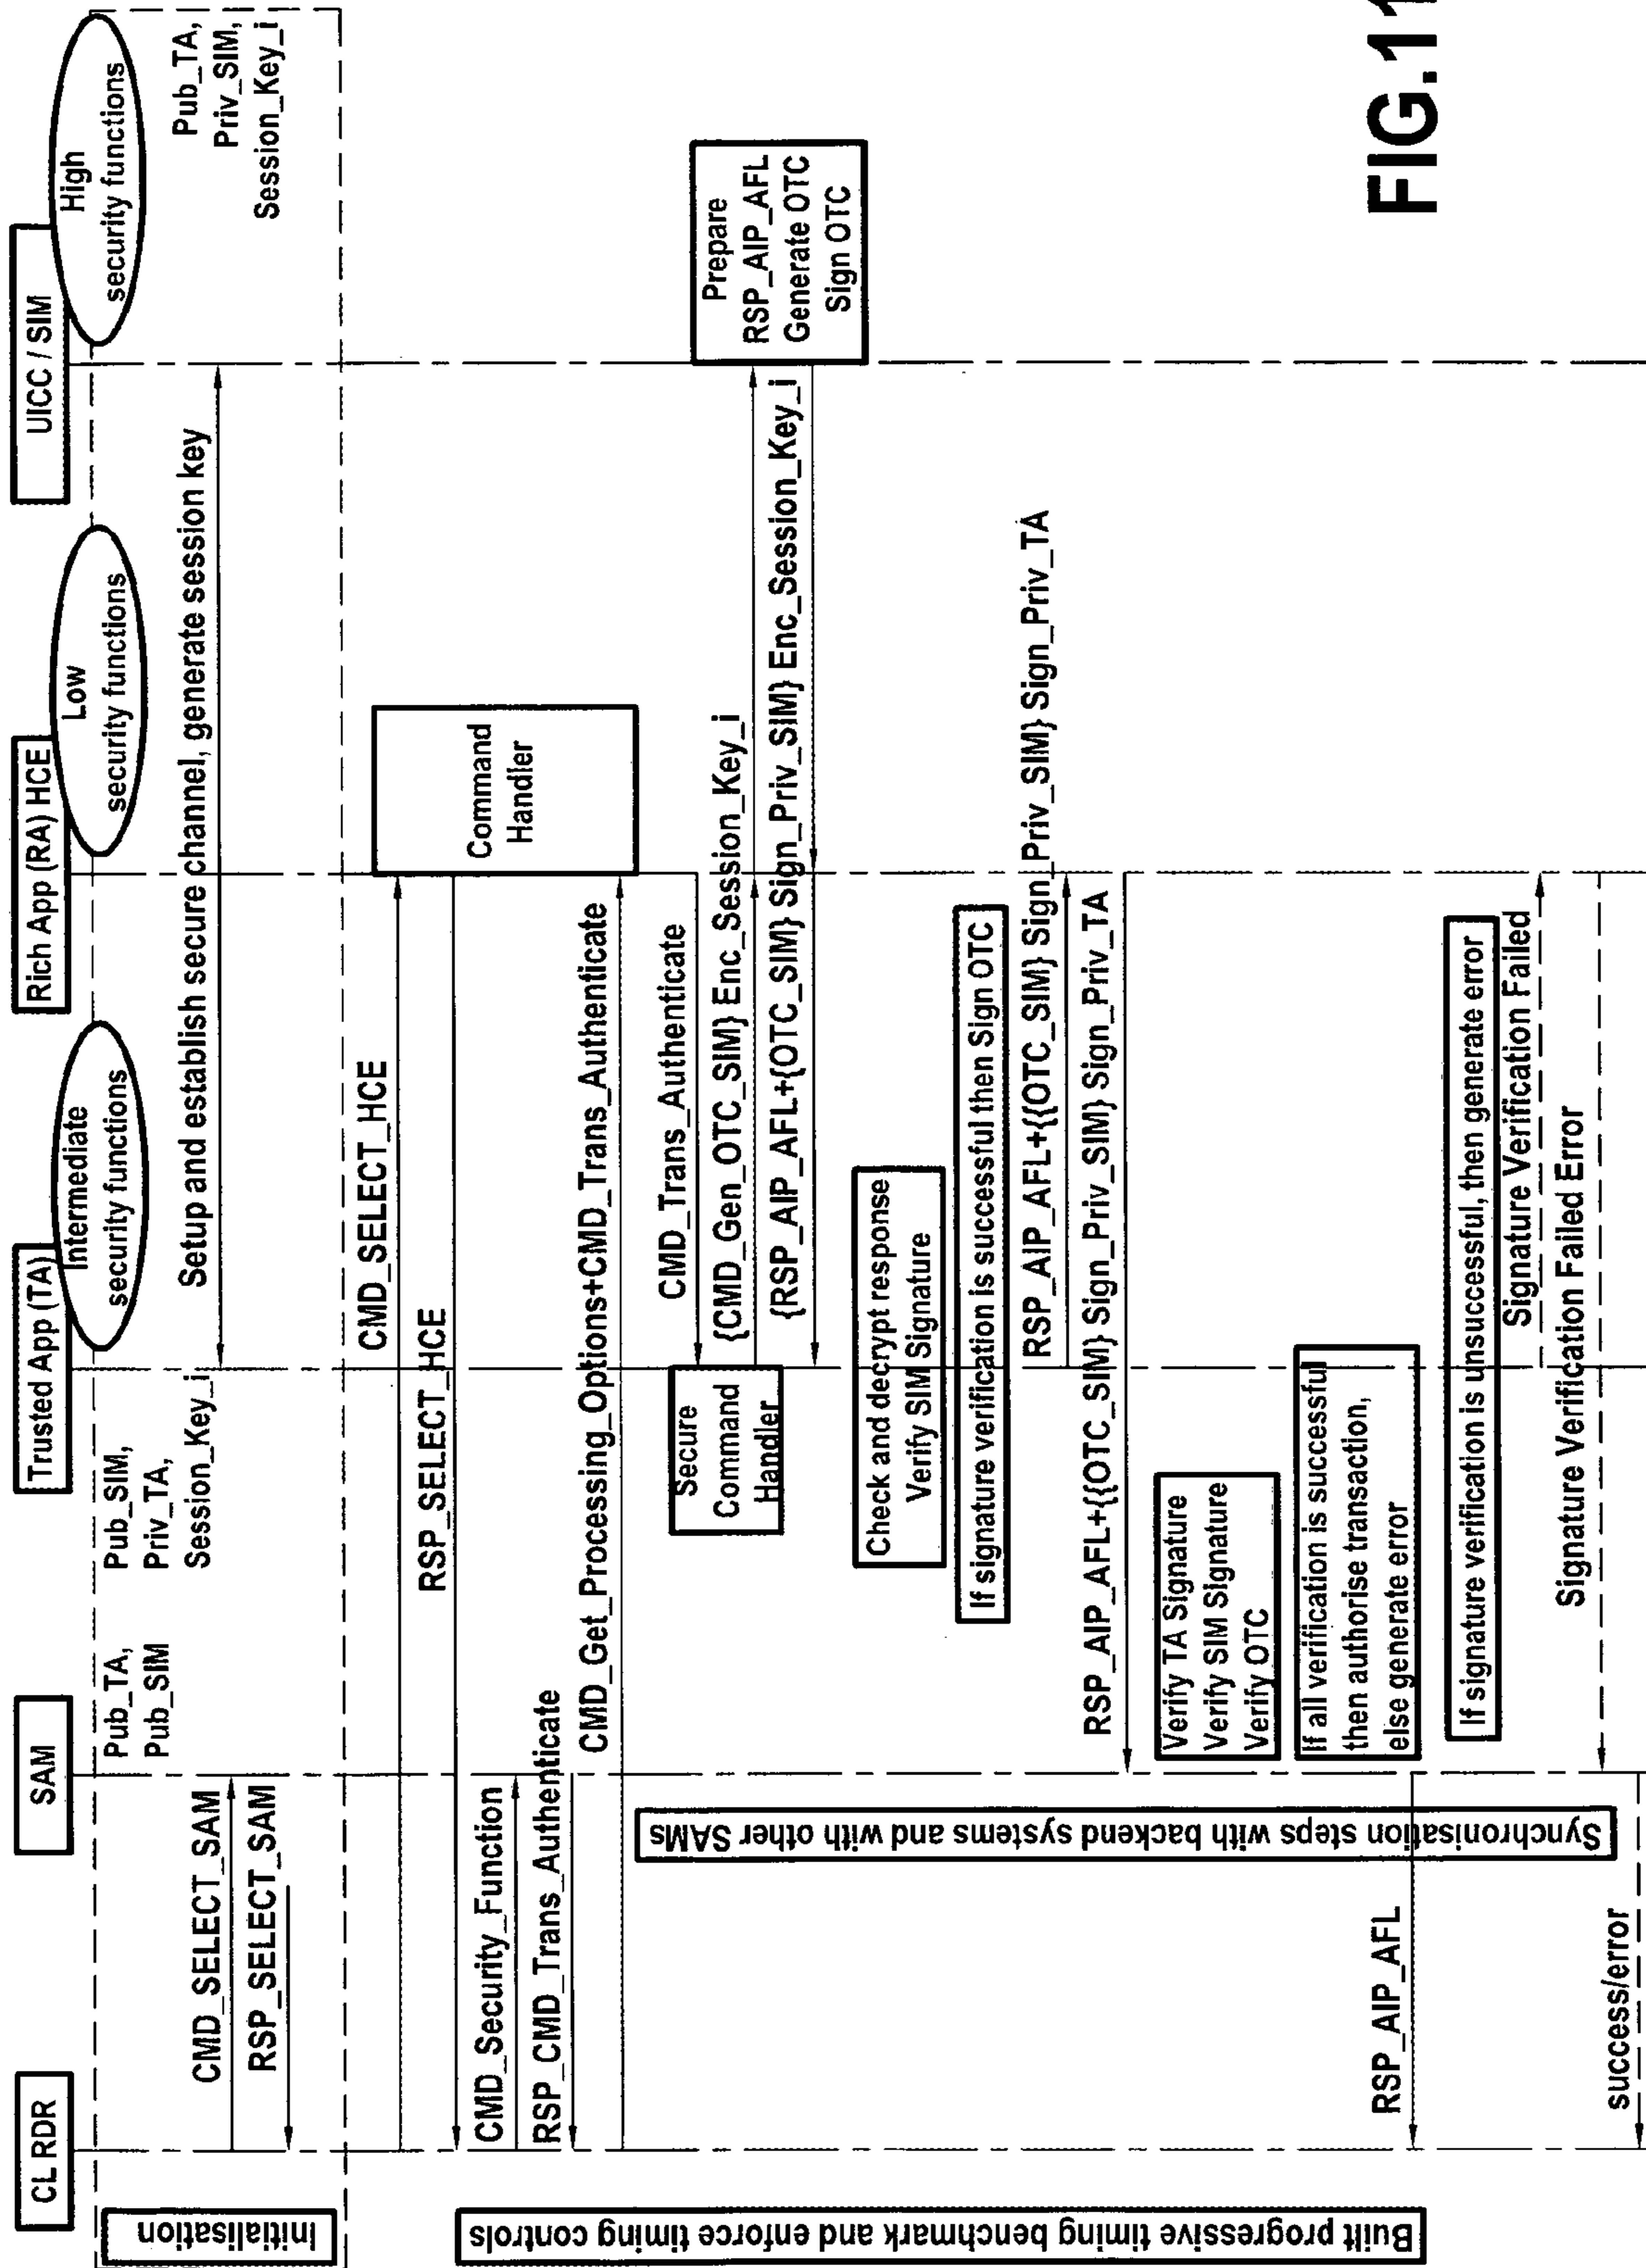 CL RDR
SAM
Trusted App (TA)
Rich App (RA) HCE
UICC / SIM
Intermediate
security functions
Low
security functions
High
security functions
Initialisation
Pub_TA,
Pub_SIM
Pub_SIM,
Priv_TA,
Session_Key_i
Pub_TA,
Priv_SIM,
Session_Key_i
CMD_SELECT_SAM
RSP_SELECT_SAM
Setup and establish secure channel, generate session key
Built progressive timing benchmark and enforce timing controls
CMD_SELECT_HCE
RSP_SELECT_HCE
Command
Handler
CMD_Security_Function
RSP_CMD_Trans_Authenticate
CMD_Get_Processing_Options+CMD_Trans_Authenticate
Synchronisation steps with backend systems and with other SAMs
CMD_Trans_Authenticate
Secure
Command
Handler
{CMD_Gen_OTC_SIM} Enc_Session_Key_i
Prepare
RSP_AIP_AFL
Generate OTC
Sign OTC
{RSP_AIP_AFL+{OTC_SIM} Sign_Priv_SIM} Enc_Session_Key_i
Check and decrypt response
Verify SIM Signature
If signature verification is successful then Sign OTC
RSP_AIP_AFL+{{OTC_SIM} Sign_Priv_SIM} Sign_Priv_TA
RSP_AIP_AFL+{{OTC_SIM} Sign_Priv_SIM} Sign_Priv_TA
Verify TA Signature
Verify SIM Signature
Verify OTC
If all verification is successful
then authorise transaction,
else generate error
RSP_AIP_AFL
If signature verification is unsuccessful, then generate error
Signature Verification Failed
Signature Verification Failed Error
success/error
FIG.11